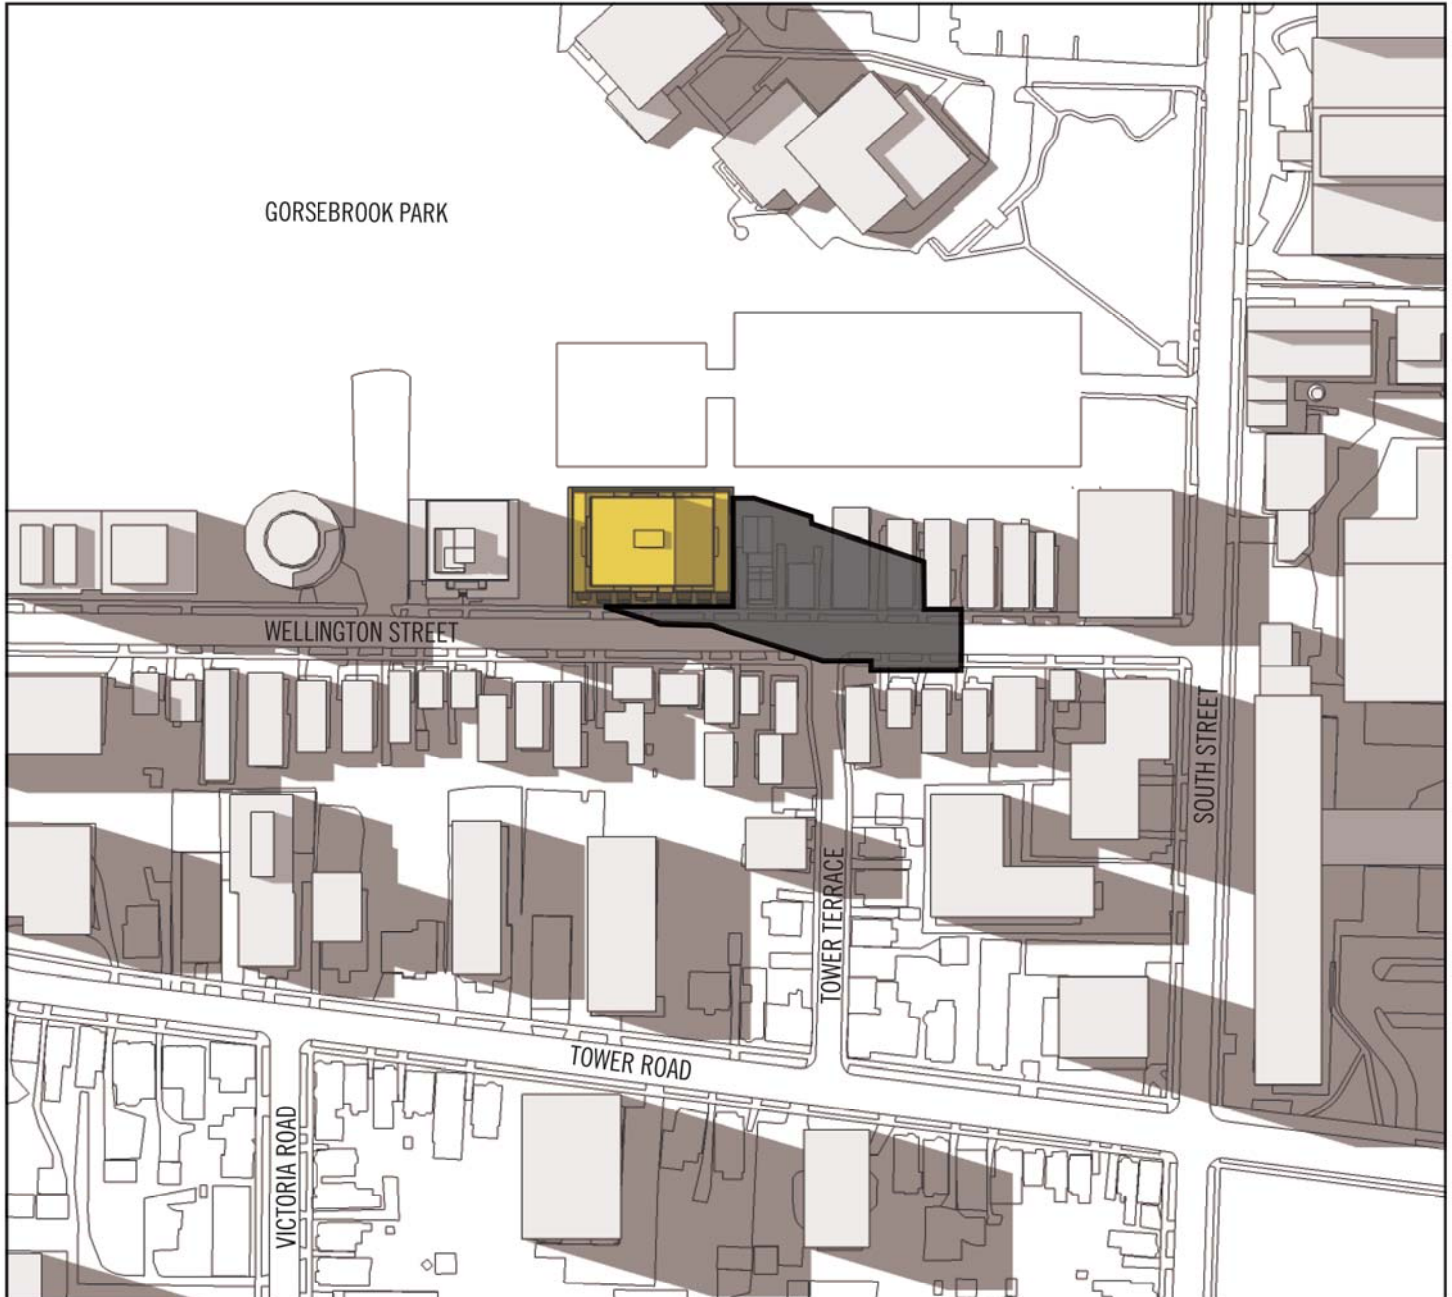 GORSEBROOK PARK
WELLINGTON STREET
SOUTH STREET
TOWER TERRACE
TOWER ROAD
VICTORIA ROAD